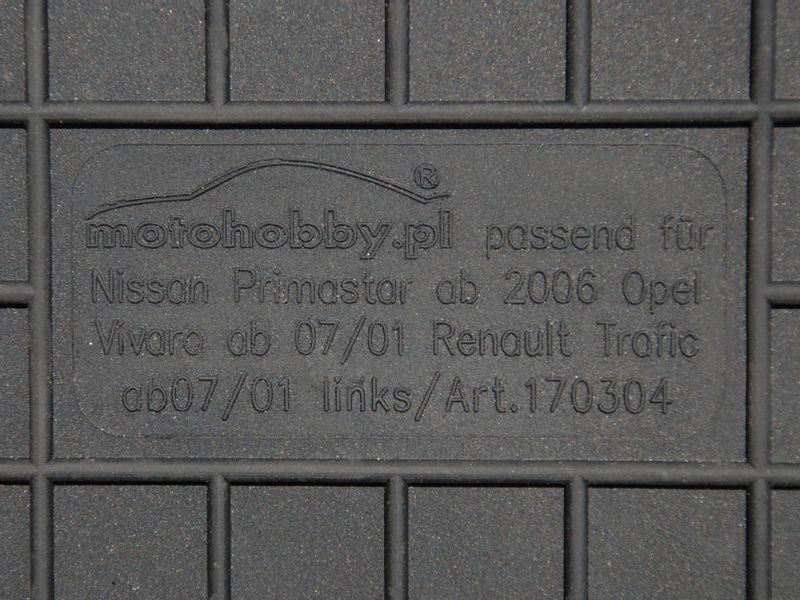 motohobby.pl® passend für
Nissan Primastar ab 2006 Opel
Vivaro ab 07/01 Renault Trafic
ab07/01 links/Art.170304